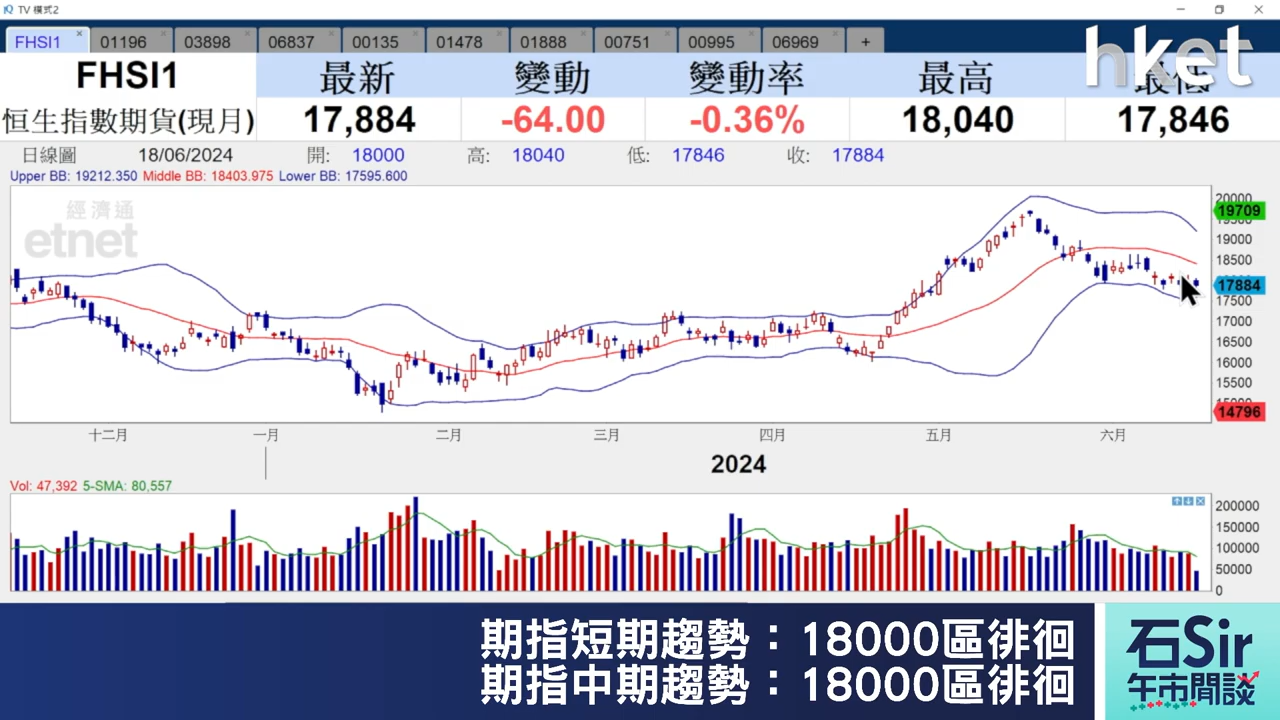 TV 模式2
FHSI1 01196 03898 06837 00135 01478 01888 00751 00995 06969 +
hket
FHSI1 最新 變動 變動率 最高 最低
恒生指數期貨(現月) 17,884 -64.00 -0.36% 18,040 17,846
日線圖 18/06/2024 開: 18000 高: 18040 低: 17846 收: 17884
Upper BB: 19212.350 Middle BB: 18403.975 Lower BB: 17595.600
經濟通
etnet
20000
19709
19000
18500
17884
17500
17000
16500
16000
15500
14796
十二月 一月 二月 三月 四月 五月 六月
2024
Vol: 47,392 5-SMA: 80,557
200000
150000
100000
50000
0
期指短期趨勢：18000區徘徊
期指中期趨勢：18000區徘徊
石Sir
午市閒談